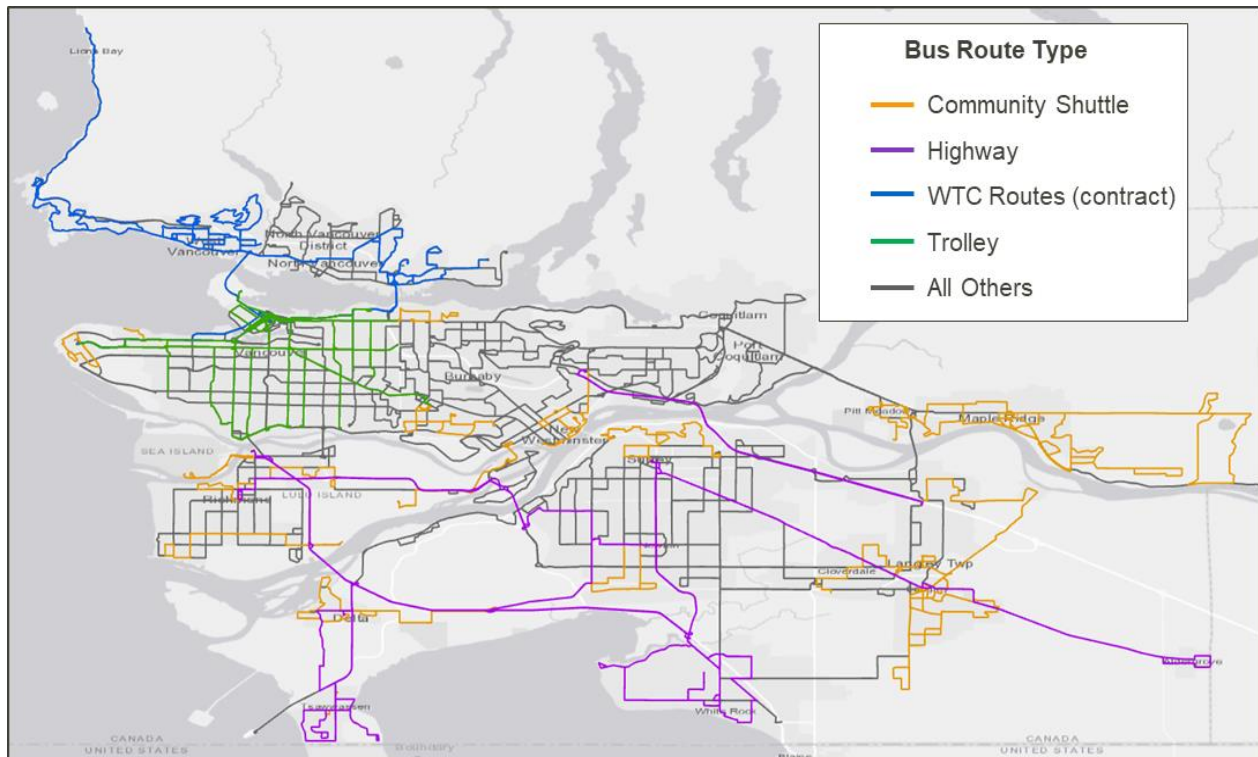 Bus Route Type
Community Shuttle
Highway
WTC Routes (contract)
Trolley
All Others
Lions Bay
North Vancouver
District
Vancouver
North Vancouver
Coquitlam
Port
Coquitlam
Vancouver
Burnaby
Pitt Meadows
Maple Ridge
New
Westminster
SEA ISLAND
Surrey
LULU ISLAND
Richmond
Cloverdale
Langley Twp
Delta
Aldergrove
Tsawwassen
White Rock
CANADA
UNITED STATES
Boundary
CANADA
UNITED STATES
Blaine